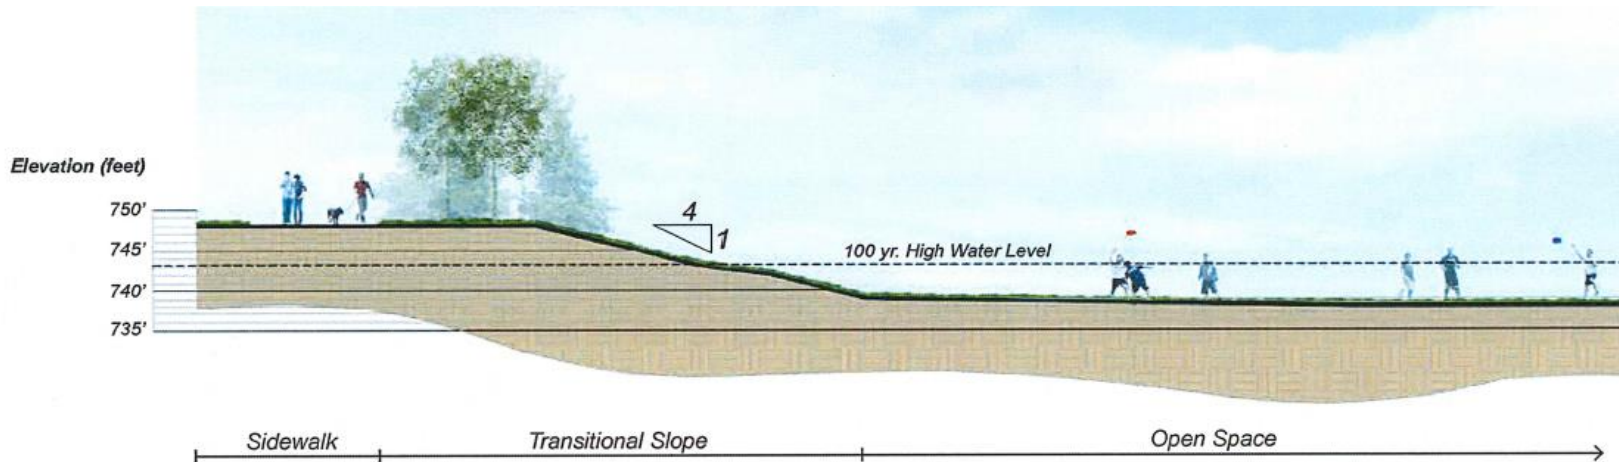 Elevation (feet)
750'
745'
740'
735'
4
1
100 yr. High Water Level
Sidewalk
Transitional Slope
Open Space